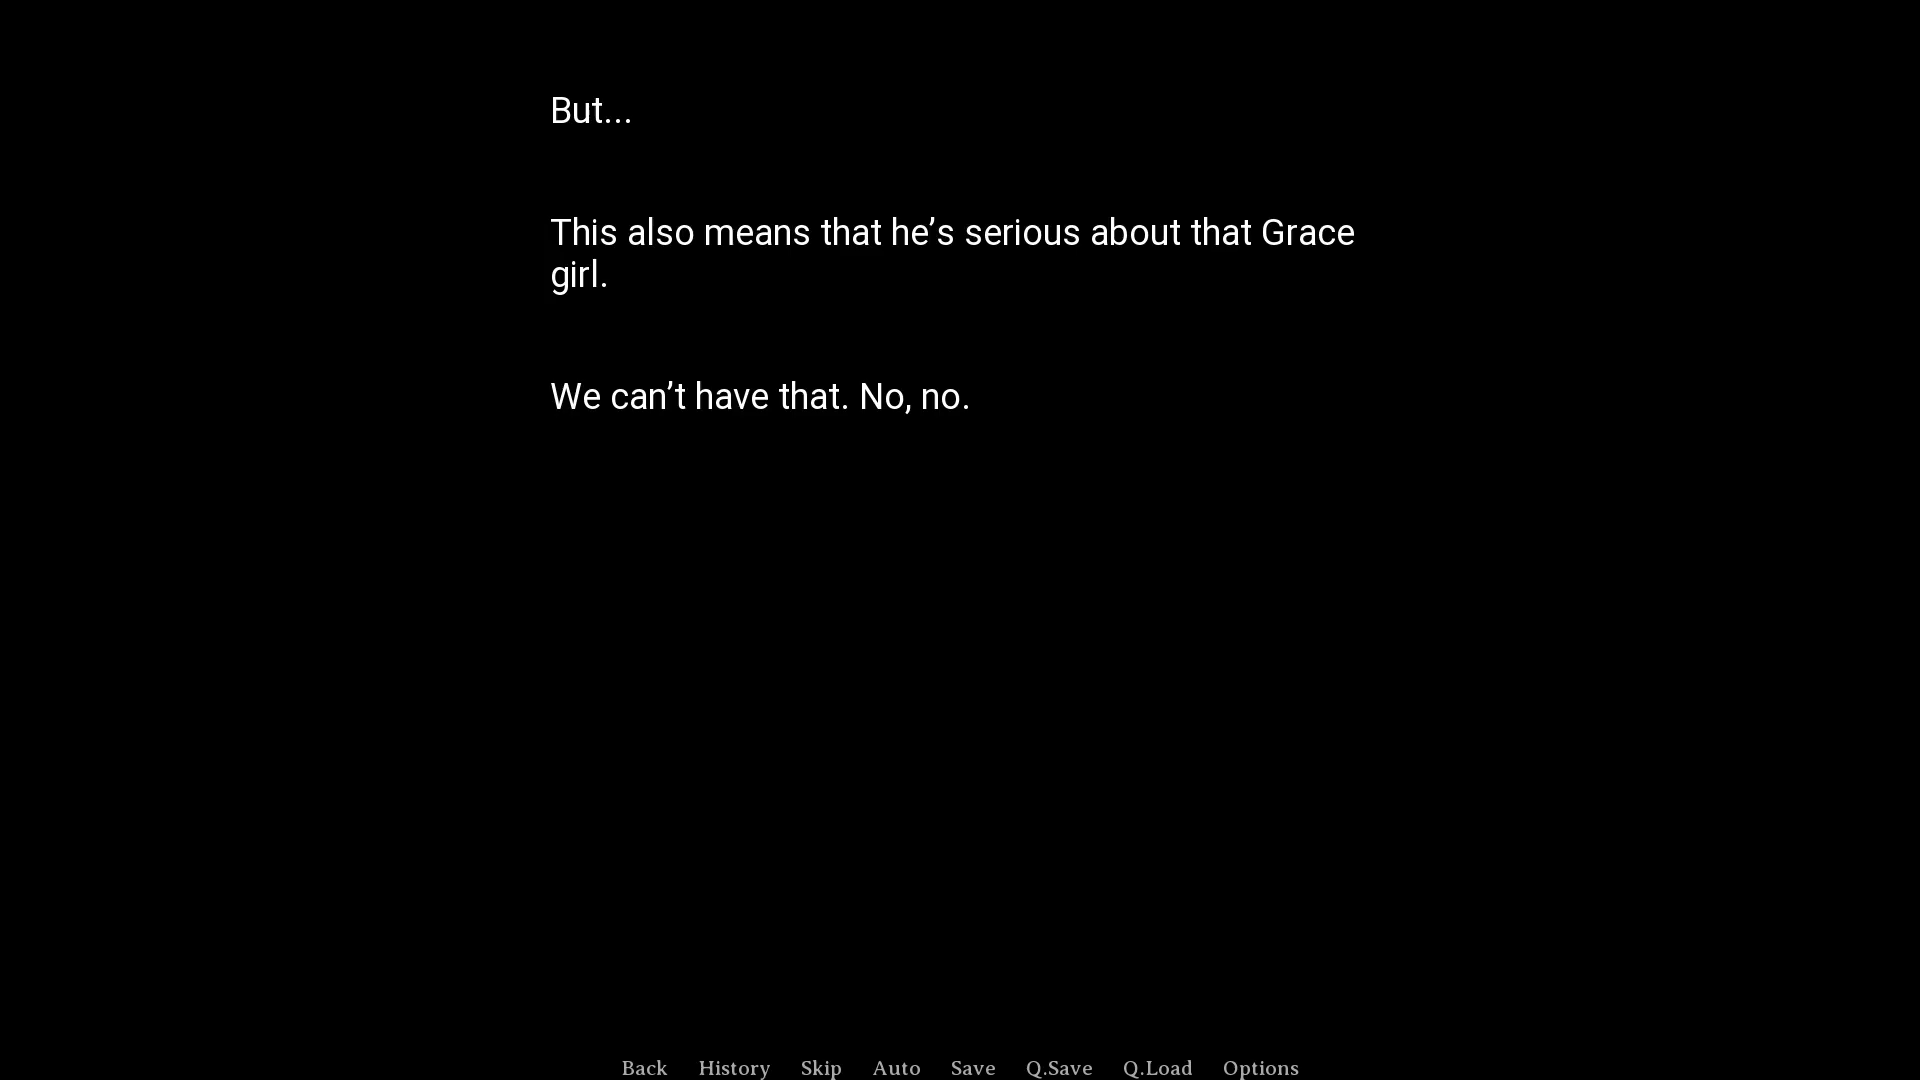 But...
This also means that he’s serious about that Grace
girl.
We can’t have that. No, no.
Back History Skip Auto Save Q.Save Q.Load Options